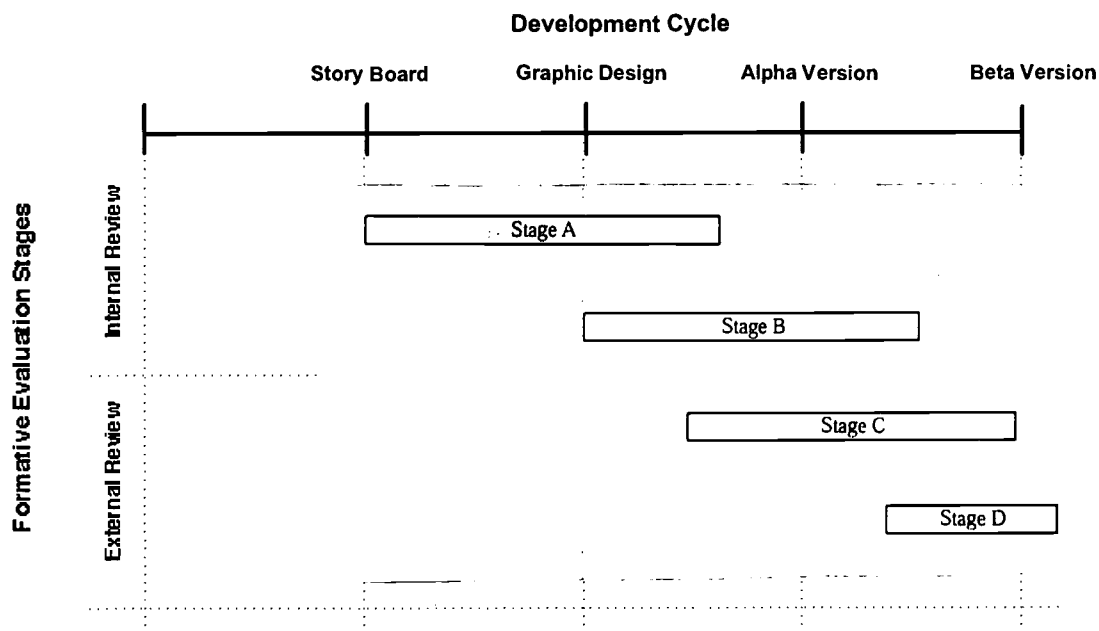 Development Cycle
Story Board
Graphic Design
Alpha Version
Beta Version
Formative Evaluation Stages
Internal Review
Stage A
Stage B
External Review
Stage C
Stage D